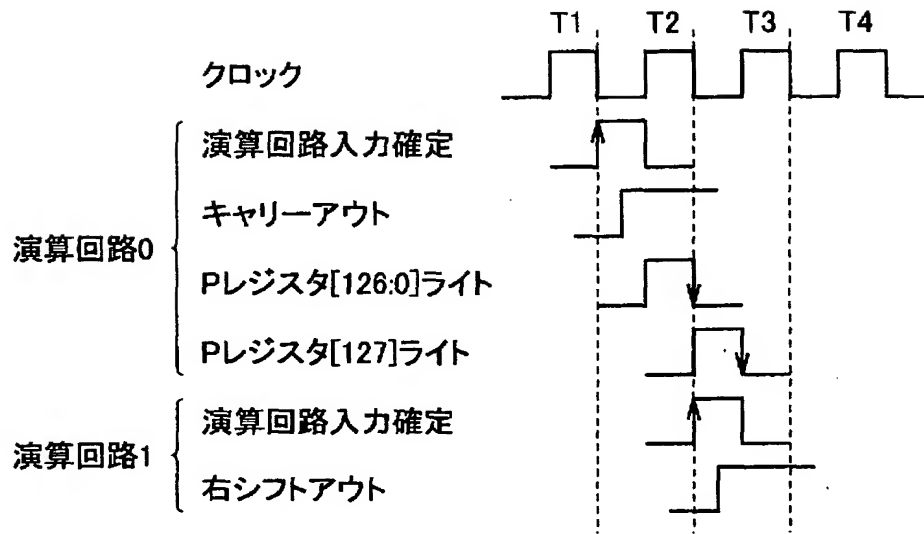 T1 T2 T3 T4
クロック
演算回路0
演算回路入力確定
キャリーアウト
Pレジスタ[126:0]ライト
Pレジスタ[127]ライト
演算回路1
演算回路入力確定
右シフトアウト